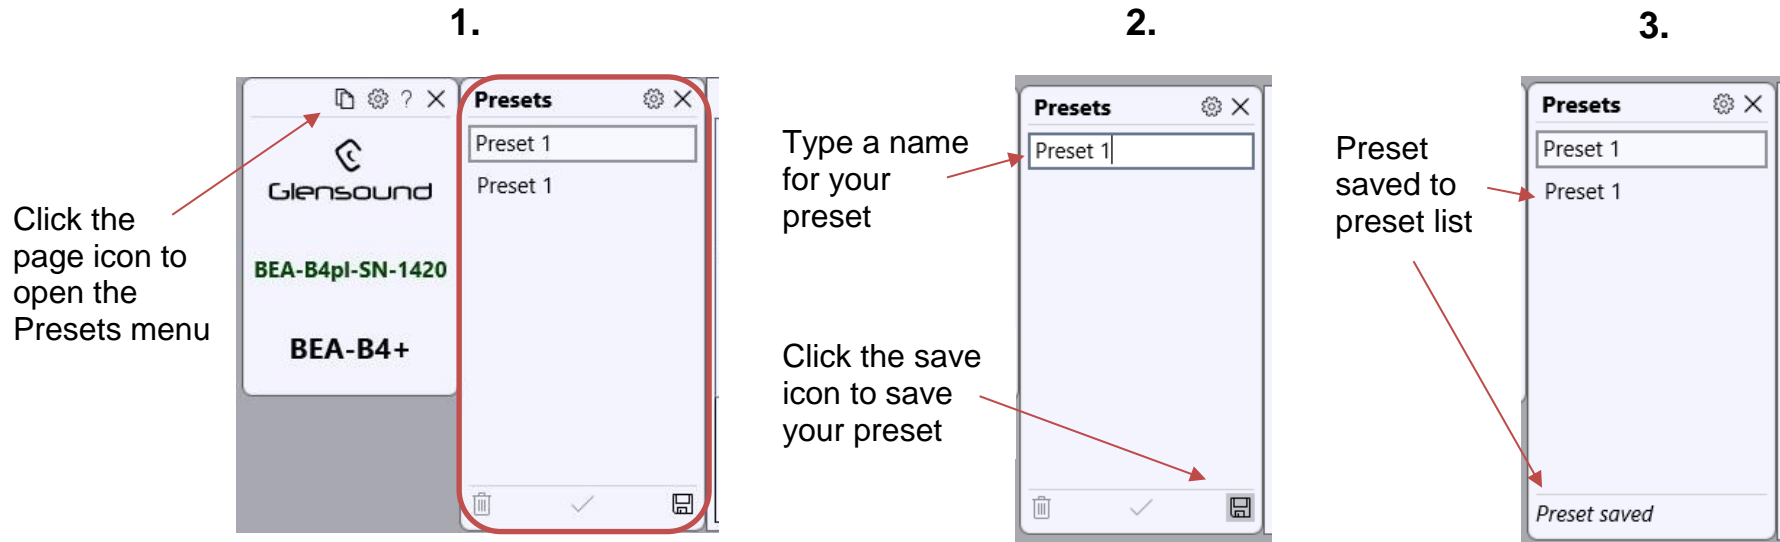 1.
2.
3.
Click the
page icon to
open the
Presets menu
?
Glensound
BEA-B4pl-SN-1420
BEA-B4+
Presets
Preset 1
Preset 1
Type a name
for your
preset
Click the save
icon to save
your preset
Presets
Preset 1
Preset
saved to
preset list
Presets
Preset 1
Preset 1
Preset saved